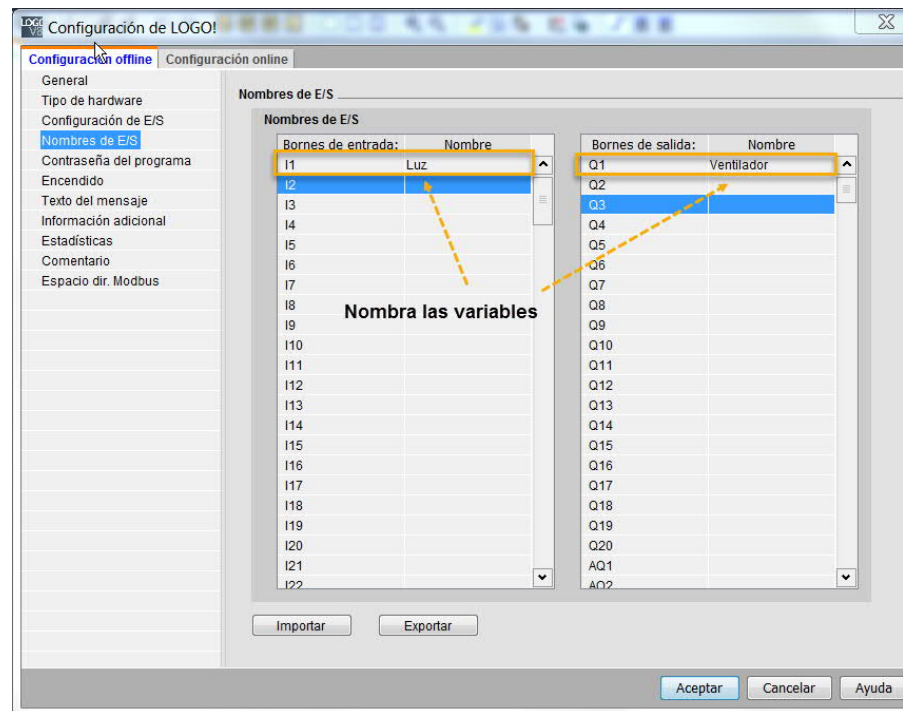 Configuración de LOGO!
Configuración offline
Configuración online
General
Tipo de hardware
Configuración de E/S
Nombres de E/S
Contraseña del programa
Encendido
Texto del mensaje
Información adicional
Estadísticas
Comentario
Espacio dir. Modbus
Nombres de E/S
Nombres de E/S
Bornes de entrada: Nombre
I1 Luz
I2
I3
I4
I5
I6
I7
I8
I9
I10
I11
I12
I13
I14
I15
I16
I17
I18
I19
I20
I21
I22
Bornes de salida: Nombre
Q1 Ventilador
Q2
Q3
Q4
Q5
Q6
Q7
Q8
Q9
Q10
Q11
Q12
Q13
Q14
Q15
Q16
Q17
Q18
Q19
Q20
AQ1
AQ2
Nombra las variables
Importar
Exportar
Aceptar
Cancelar
Ayuda